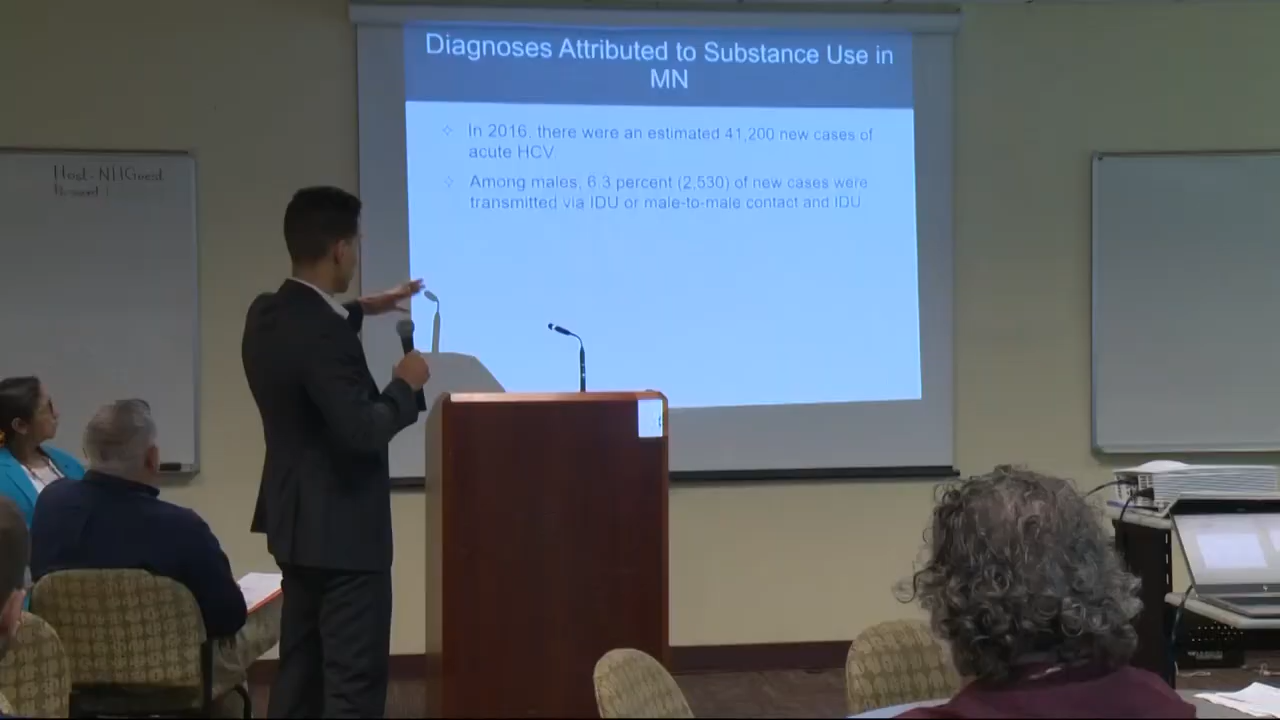 Diagnoses Attributed to Substance Use in
MN
In 2016, there were an estimated 41,200 new cases of
acute HCV
Among males, 6.3 percent (2,530) of new cases were
transmitted via IDU or male-to-male contact and IDU
Host-NHGuest